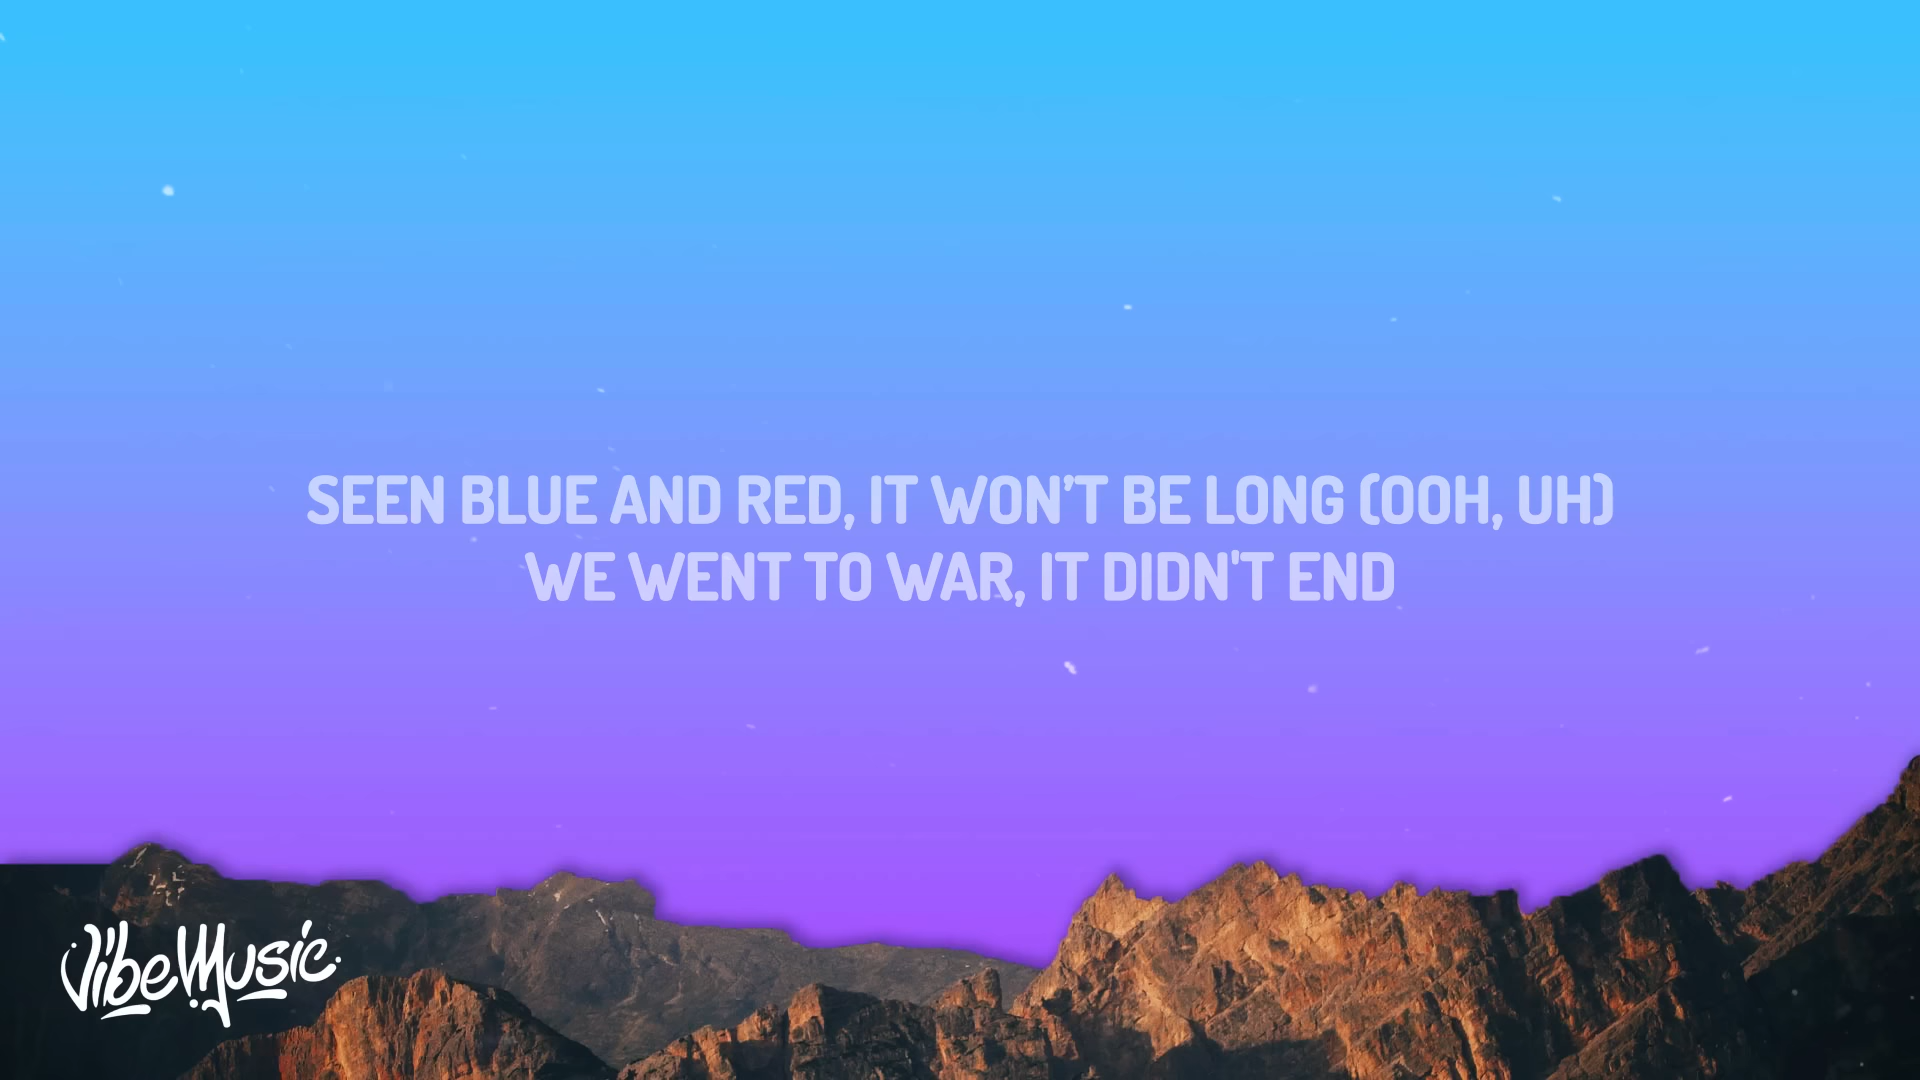 SEEN BLUE AND RED, IT WON’T BE LONG (OOH, UH)
WE WENT TO WAR, IT DIDN'T END
VibeMusic.